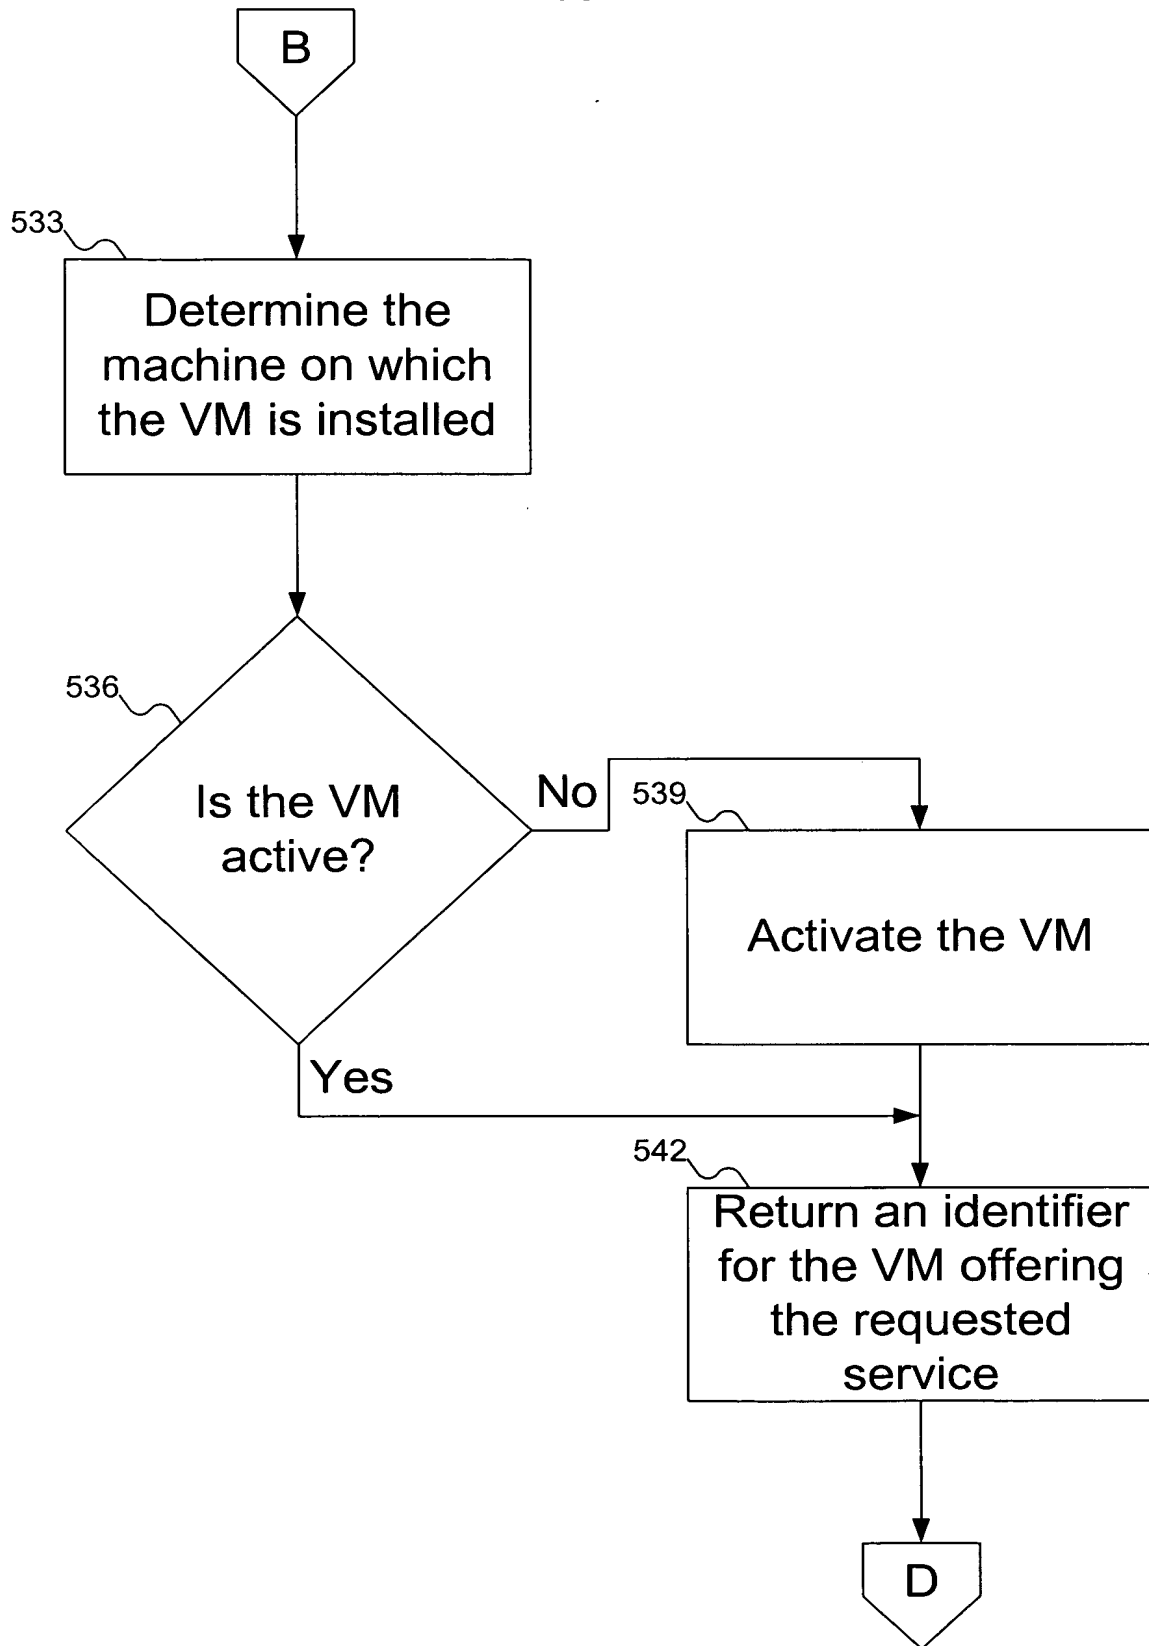 B
533
Determine the
machine on which
the VM is installed
536
Is the VM
active?
No
539
Activate the VM
Yes
542
Return an identifier
for the VM offering
the requested
service
D